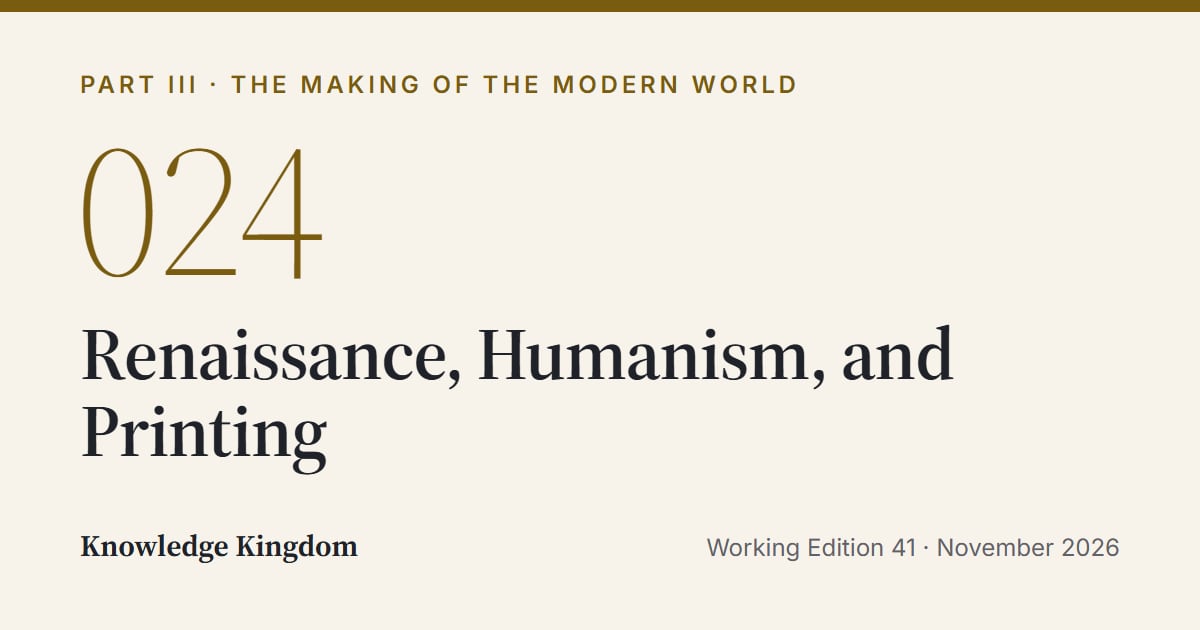 PART III · THE MAKING OF THE MODERN WORLD
024
Renaissance, Humanism, and
Printing
Knowledge Kingdom
Working Edition 41 · November 2026